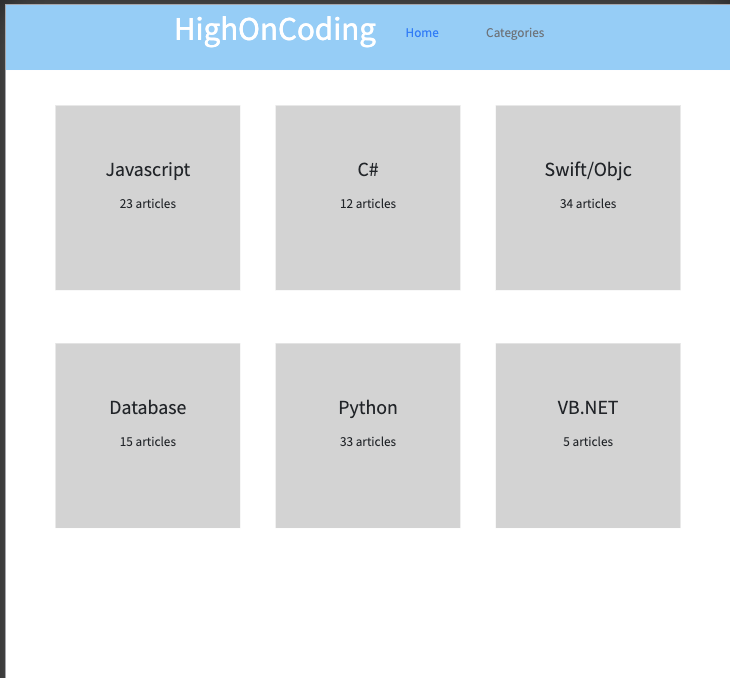 HighOnCoding Home Categories
Javascript C# Swift/Objc
23 articles 12 articles 34 articles
Database Python VB.NET
15 articles 33 articles 5 articles